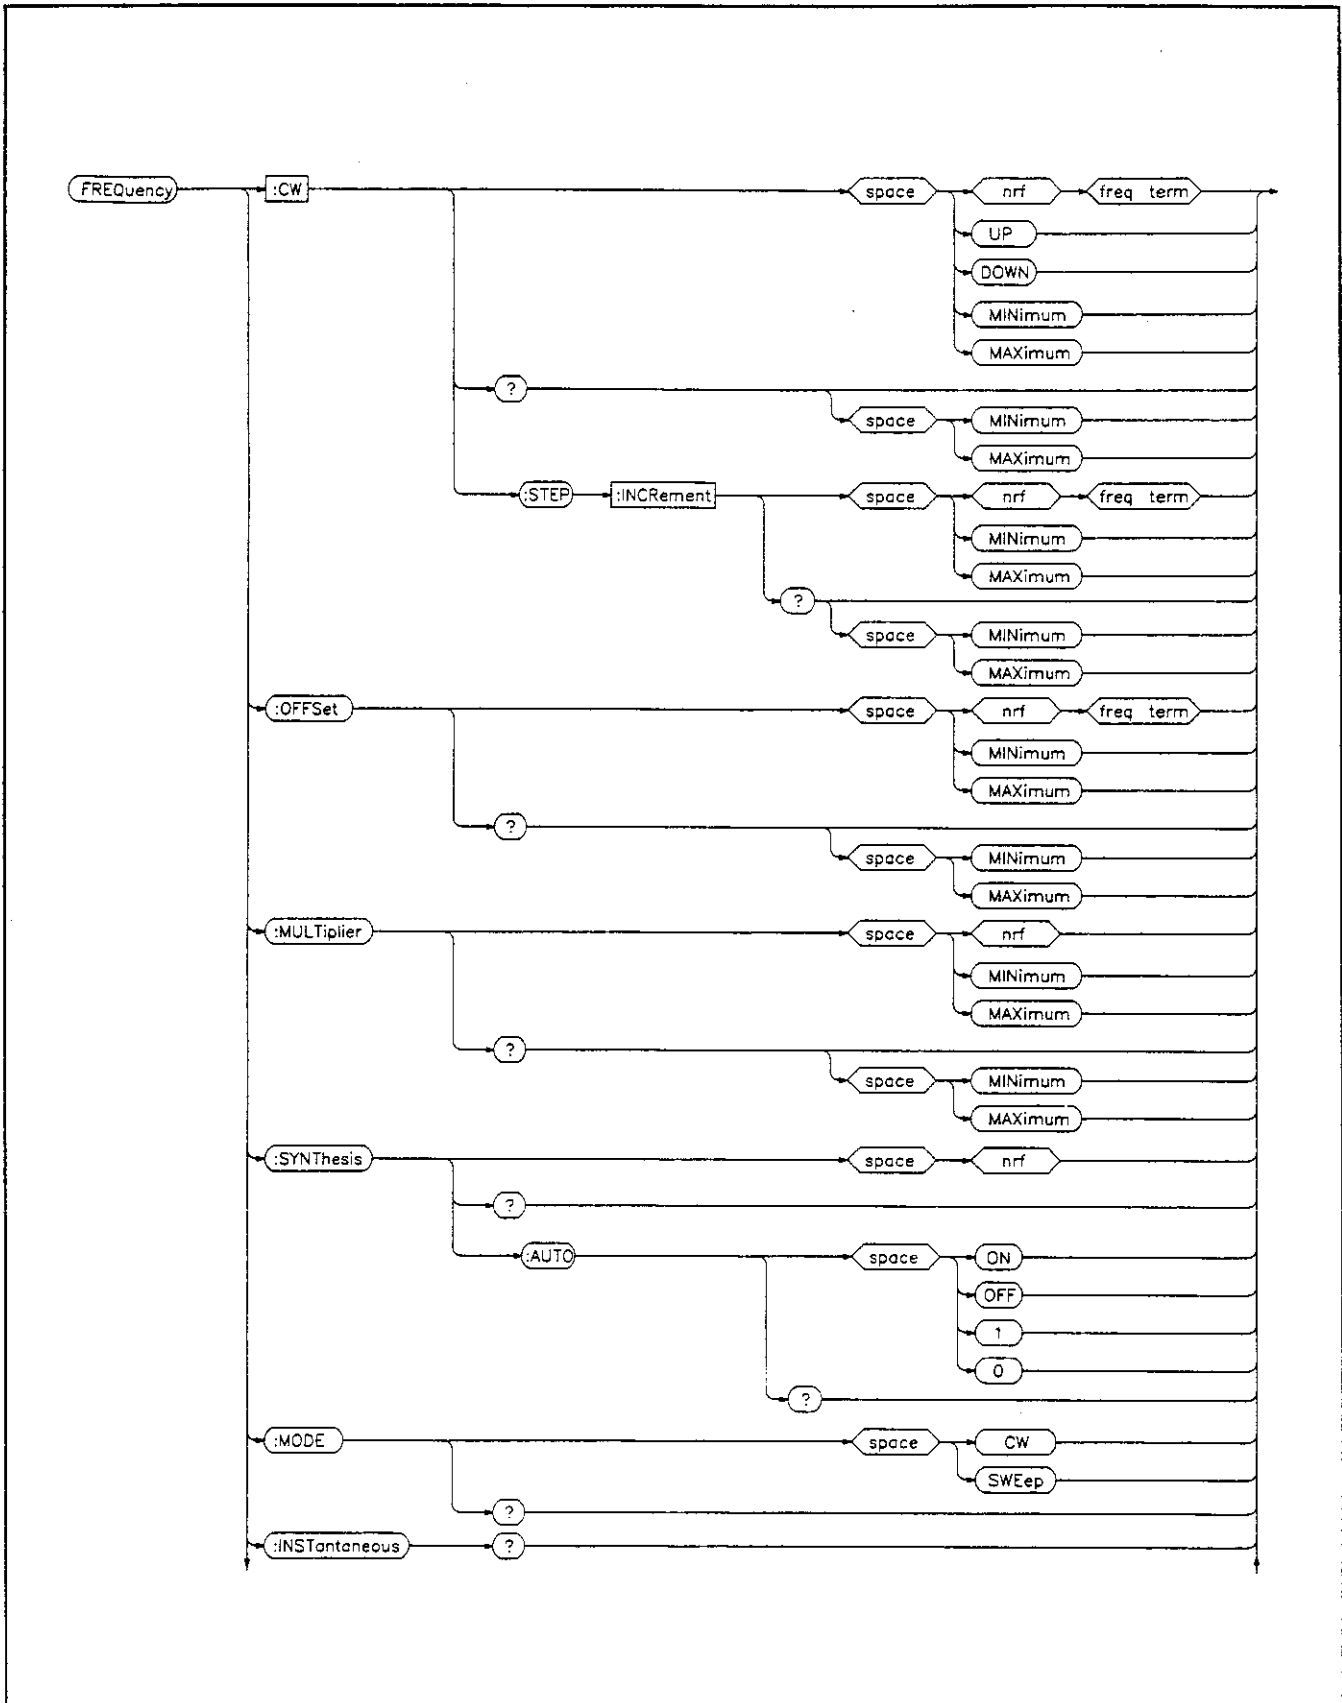 FREQuency :CW space nrf freq term
UP
DOWN
MINimum
MAXimum
?
space MINimum
MAXimum
:STEP :INCRement space nrf freq term
MINimum
MAXimum
?
space MINimum
MAXimum
:OFFSet space nrf freq term
MINimum
MAXimum
?
space MINimum
MAXimum
:MULTiplier space nrf
MINimum
MAXimum
?
space MINimum
MAXimum
:SYNThesis space nrf
?
:AUTO space ON
OFF
1
0
?
:MODE space CW
SWEep
?
:INSTantaneous ?